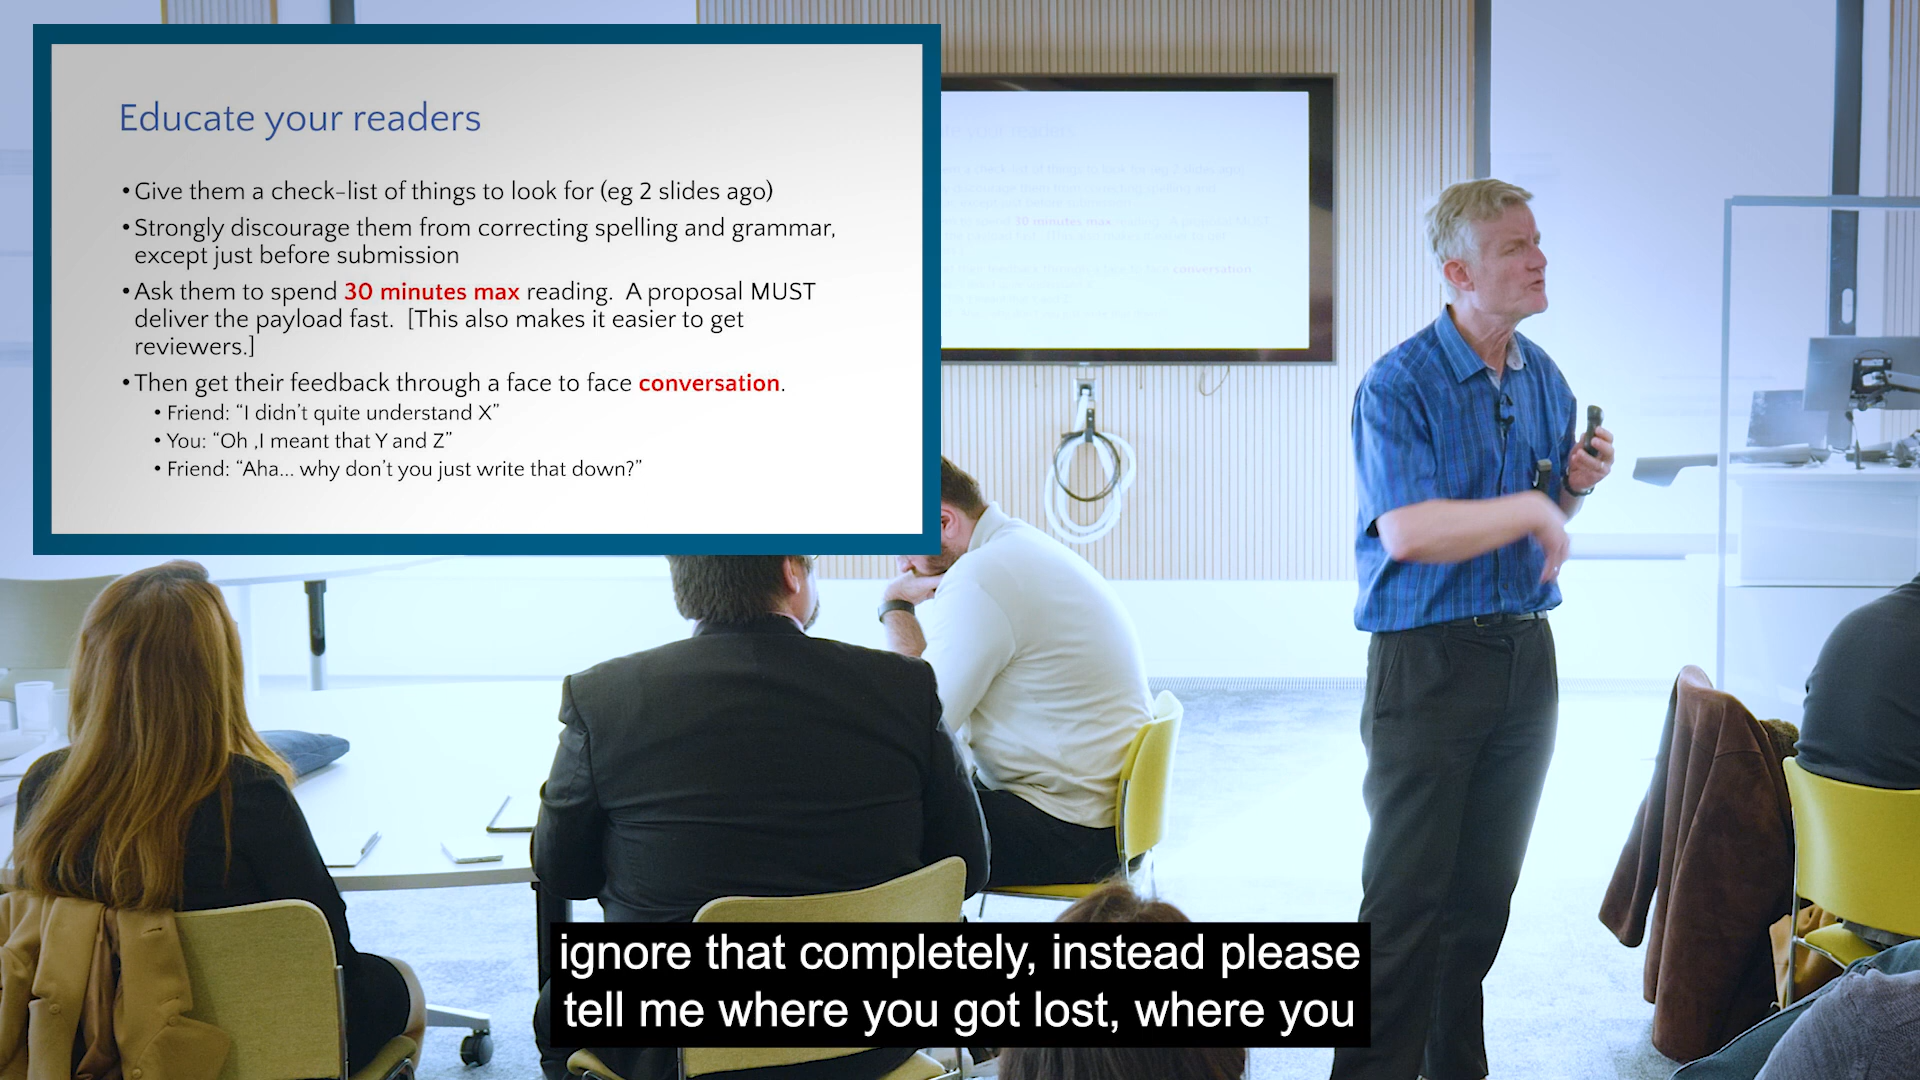 Educate your readers
• Give them a check-list of things to look for (eg 2 slides ago)
• Strongly discourage them from correcting spelling and grammar,
except just before submission
• Ask them to spend 30 minutes max reading.  A proposal MUST
deliver the payload fast.  [This also makes it easier to get
reviewers.]
• Then get their feedback through a face to face conversation.
• Friend: “I didn’t quite understand X”
• You: “Oh ,I meant that Y and Z”
• Friend: “Aha... why don’t you just write that down?”
30 minutes max
conversation
ignore that completely, instead please
tell me where you got lost, where you